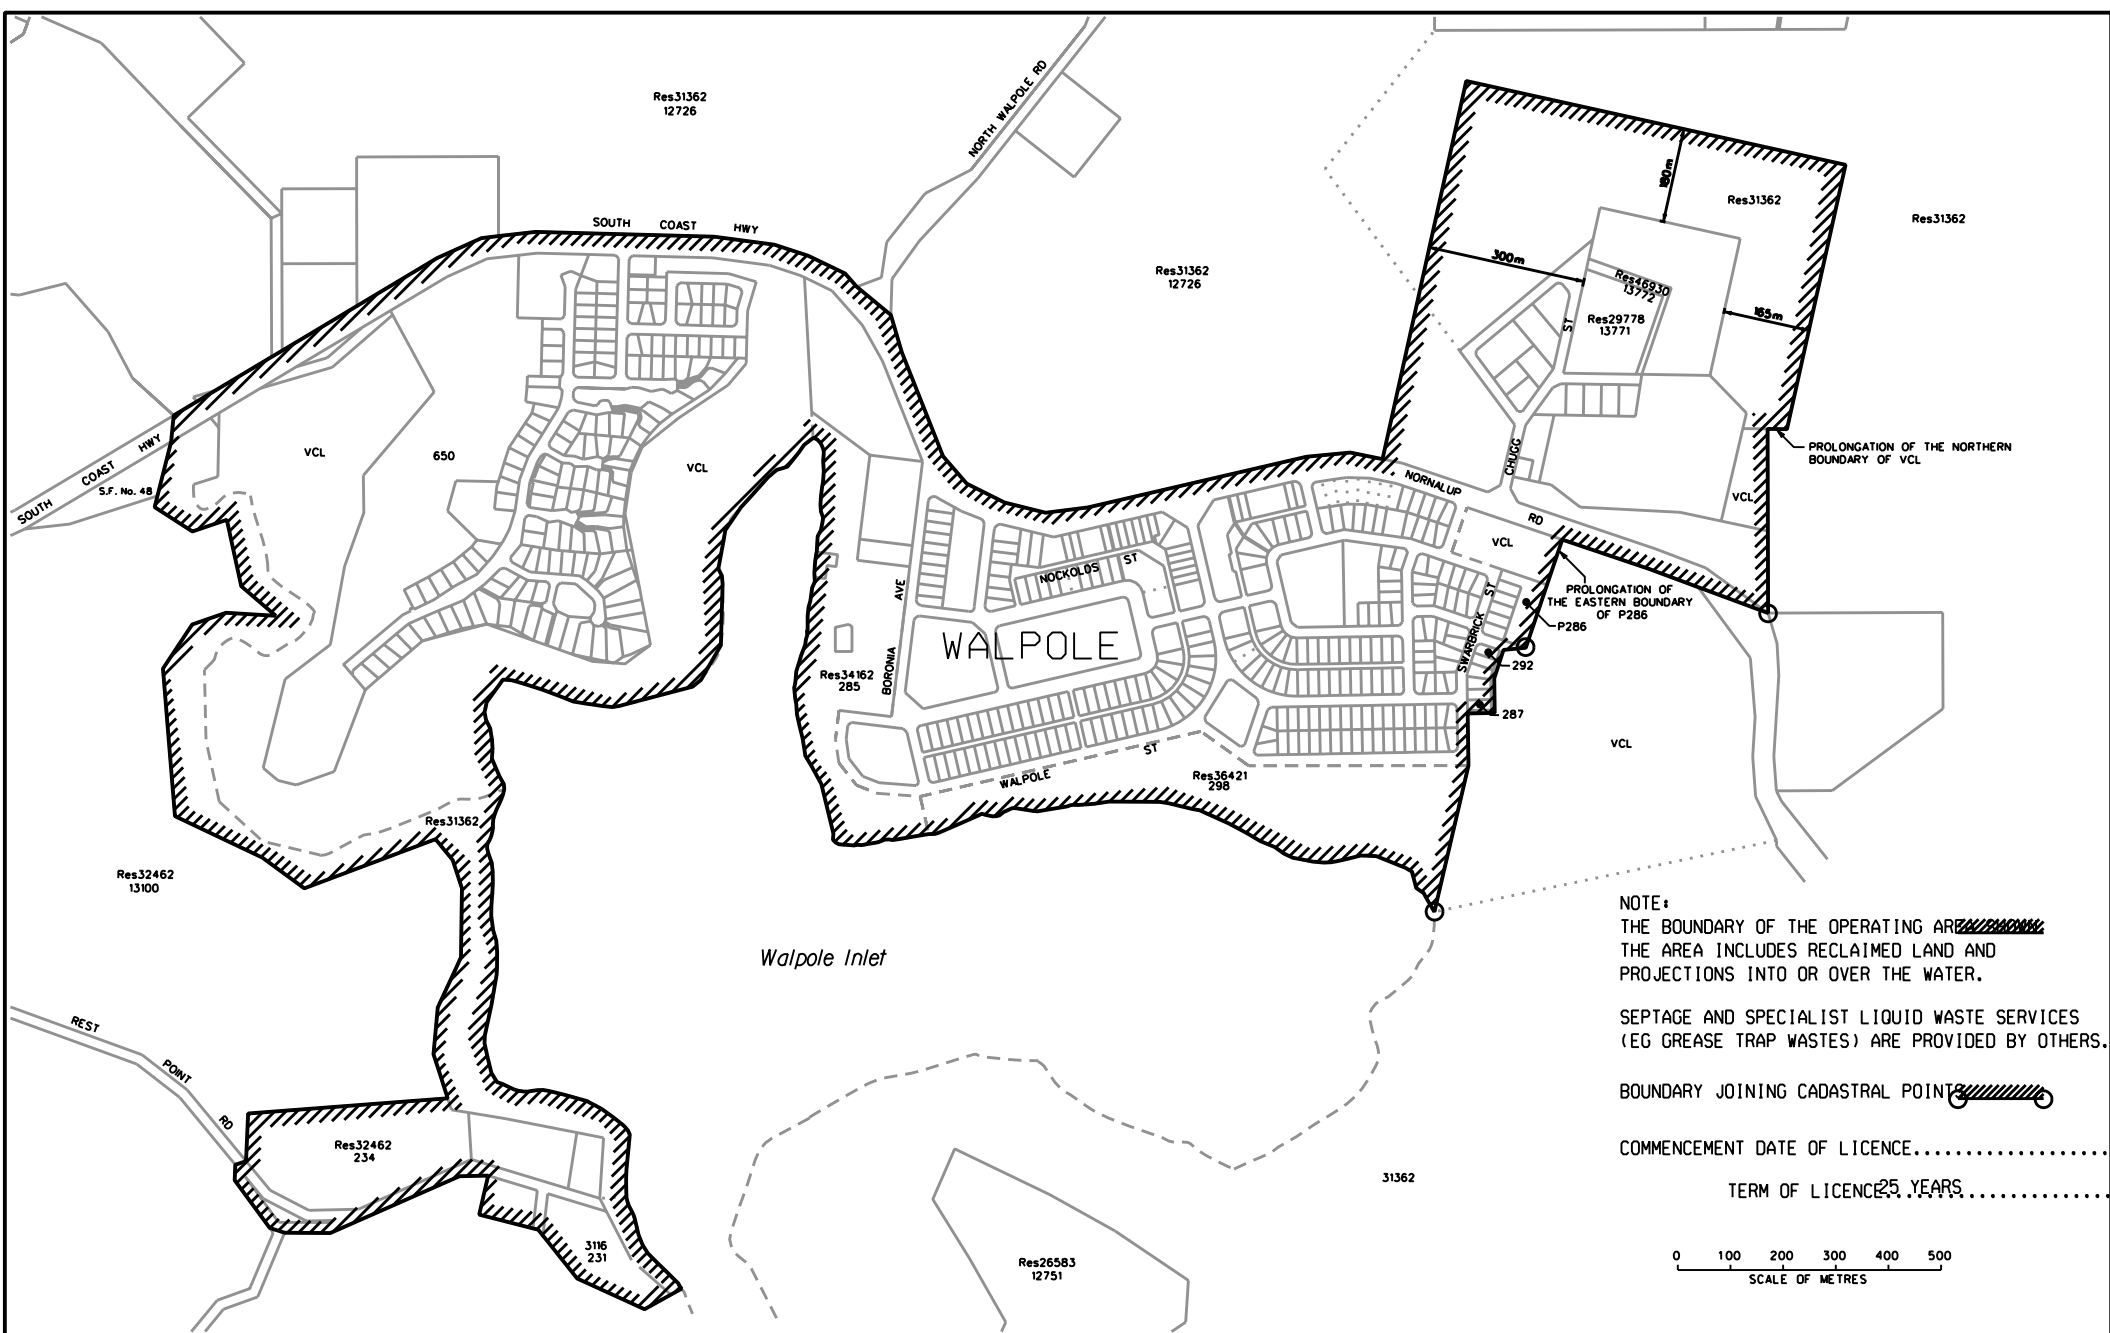 Res31362
12726
NORTH WALPOLE RD
SOUTH COAST HWY
Res31362
Res31362
180m
300m
Res31362
12726
Res46930
13772
Res29778
13771
165m
ST
CHUGG
SOUTH COAST HWY
S.F. No. 48
VCL
650
VCL
PROLONGATION OF THE NORTHERN
BOUNDARY OF VCL
VCL
NORNALUP RD
VCL
NOCKOLDS ST
BORONIA AVE
WALPOLE
SWARBRICK ST
PROLONGATION OF
THE EASTERN BOUNDARY
OF P286
P286
292
287
Res34162
285
VCL
WALPOLE ST
Res36421
298
Res31362
Res32462
13100
Walpole Inlet
NOTE:
THE BOUNDARY OF THE OPERATING AREA SHOWN
THE AREA INCLUDES RECLAIMED LAND AND
PROJECTIONS INTO OR OVER THE WATER.
SEPTAGE AND SPECIALIST LIQUID WASTE SERVICES
(EG GREASE TRAP WASTES) ARE PROVIDED BY OTHERS.
BOUNDARY JOINING CADASTRAL POINTS
COMMENCEMENT DATE OF LICENCE...................
TERM OF LICENCE 25 YEARS..............
REST POINT RD
Res32462
234
3116
231
31362
Res26583
12751
0 100 200 300 400 500
SCALE OF METRES